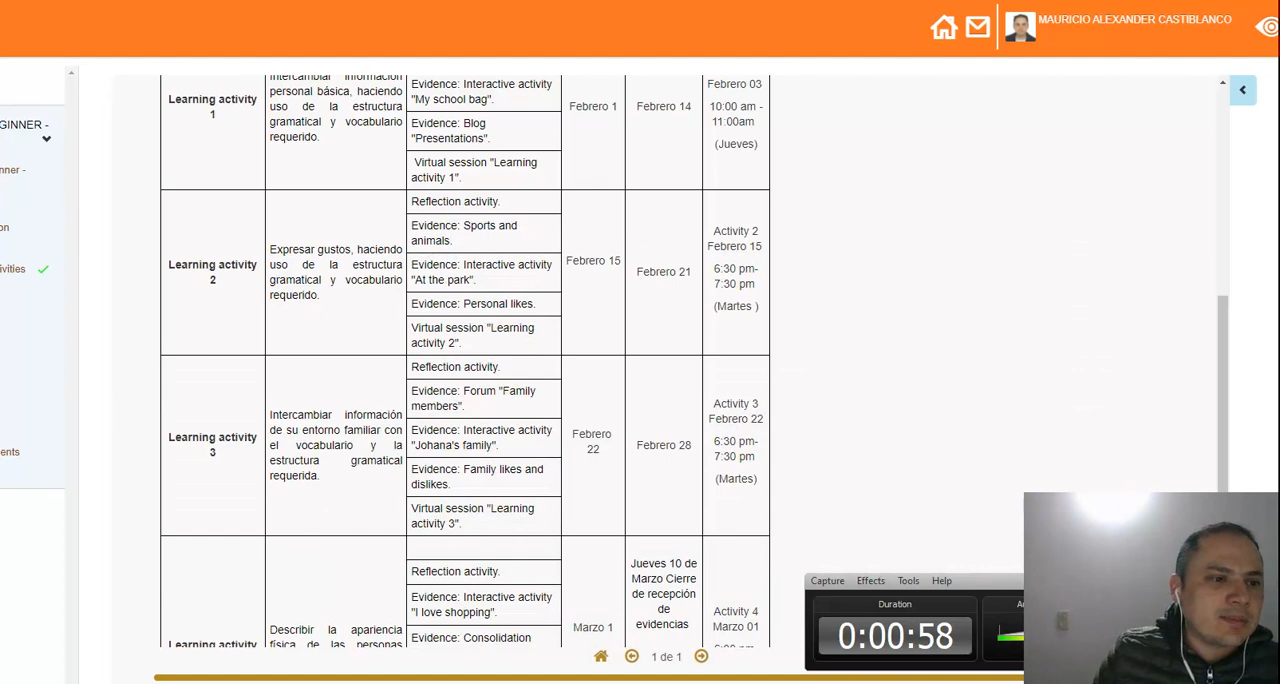 MAURICIO ALEXANDER CASTIBLANCO
GINNER -
nner -
on
ivities
ents
Learning activity
1
Intercambiar información
personal básica, haciendo
uso de la estructura
gramatical y vocabulario
requerido.
Evidence: Interactive activity
"My school bag".
Evidence: Blog
"Presentations".
Virtual session "Learning
activity 1".
Febrero 1
Febrero 14
Febrero 03
10:00 am -
11:00am
(Jueves)
Learning activity
2
Expresar gustos, haciendo
uso de la estructura
gramatical y vocabulario
requerido.
Reflection activity.
Evidence: Sports and
animals.
Evidence: Interactive activity
"At the park".
Evidence: Personal likes.
Virtual session "Learning
activity 2".
Febrero 15
Febrero 21
Activity 2
Febrero 15
6:30 pm-
7:30 pm
(Martes )
Learning activity
3
Intercambiar información
de su entorno familiar con
el vocabulario y la
estructura gramatical
requerida.
Reflection activity.
Evidence: Forum "Family
members".
Evidence: Interactive activity
"Johana's family".
Evidence: Family likes and
dislikes.
Virtual session "Learning
activity 3".
Febrero
22
Febrero 28
Activity 3
Febrero 22
6:30 pm-
7:30 pm
(Martes)
Learning activity
Describir la apariencia
física de las personas
Reflection activity.
Evidence: Interactive activity
"I love shopping".
Evidence: Consolidation
Marzo 1
Jueves 10 de
Marzo Cierre
de recepción
de
evidencias
Activity 4
Marzo 01
1 de 1
Capture Effects Tools Help
Duration
0:00:58